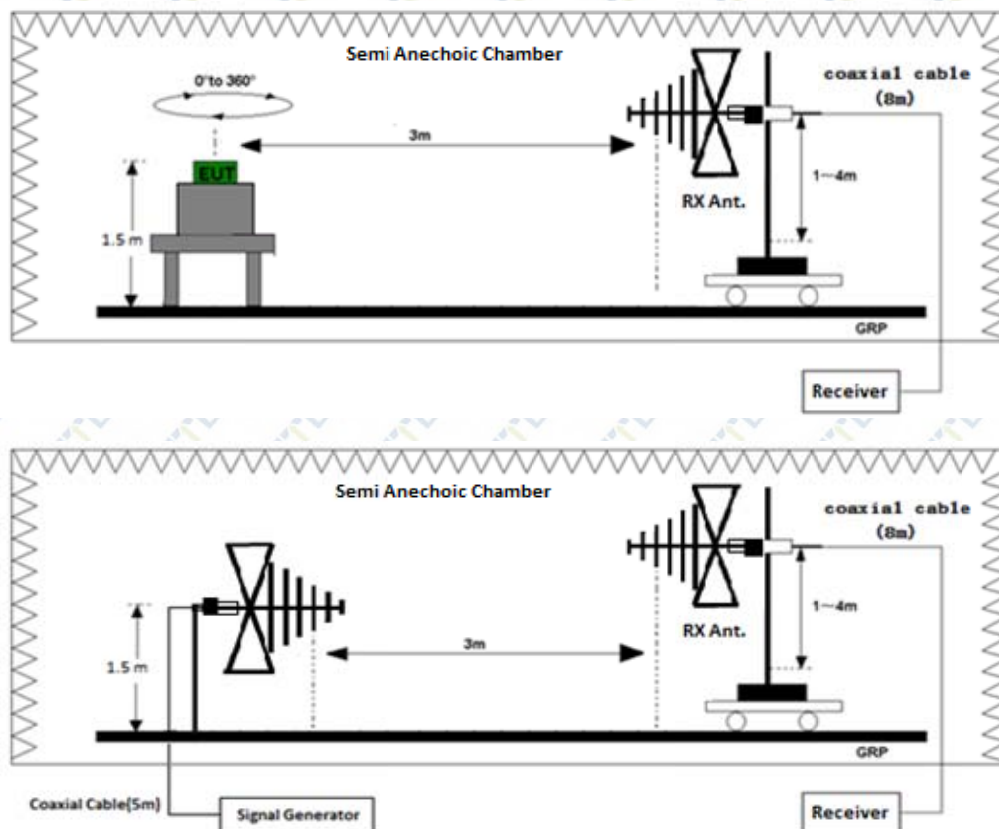 Semi Anechoic Chamber
0°to 360°
coaxial cable
(8m)
3m
EUT
1~4m
RX Ant.
1.5 m
GRP
Receiver
Semi Anechoic Chamber
coaxial cable
(8m)
1~4m
RX Ant.
3m
1.5 m
GRP
Coaxial Cable(5m)
Signal Generator
Receiver